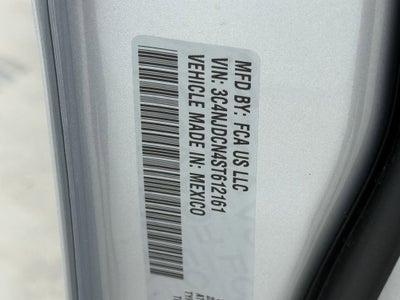 MFD BY: FCA US LLC
VIN: 3C4NJDCN4ST612161
VEHICLE MADE IN: MEXICO